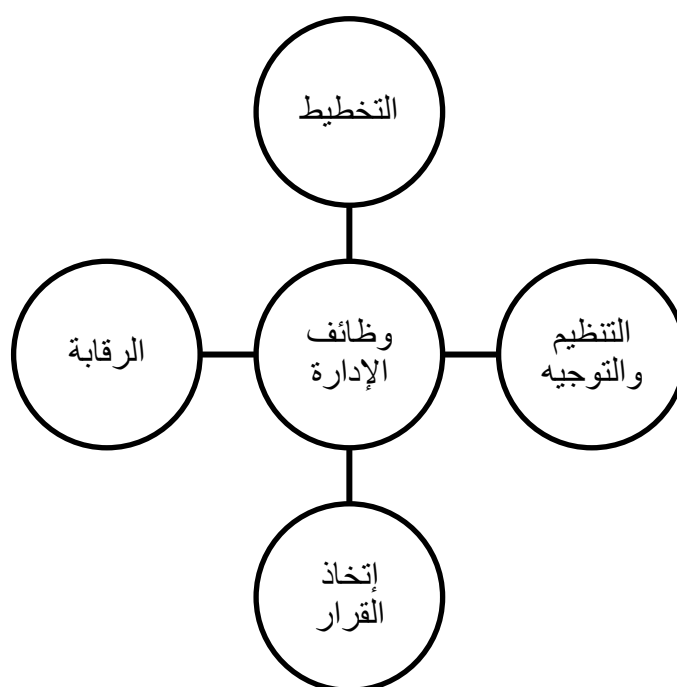 التخطيط
التنظيم
والتوجيه
وظائف
الإدارة
الرقابة
إتخاذ
القرار